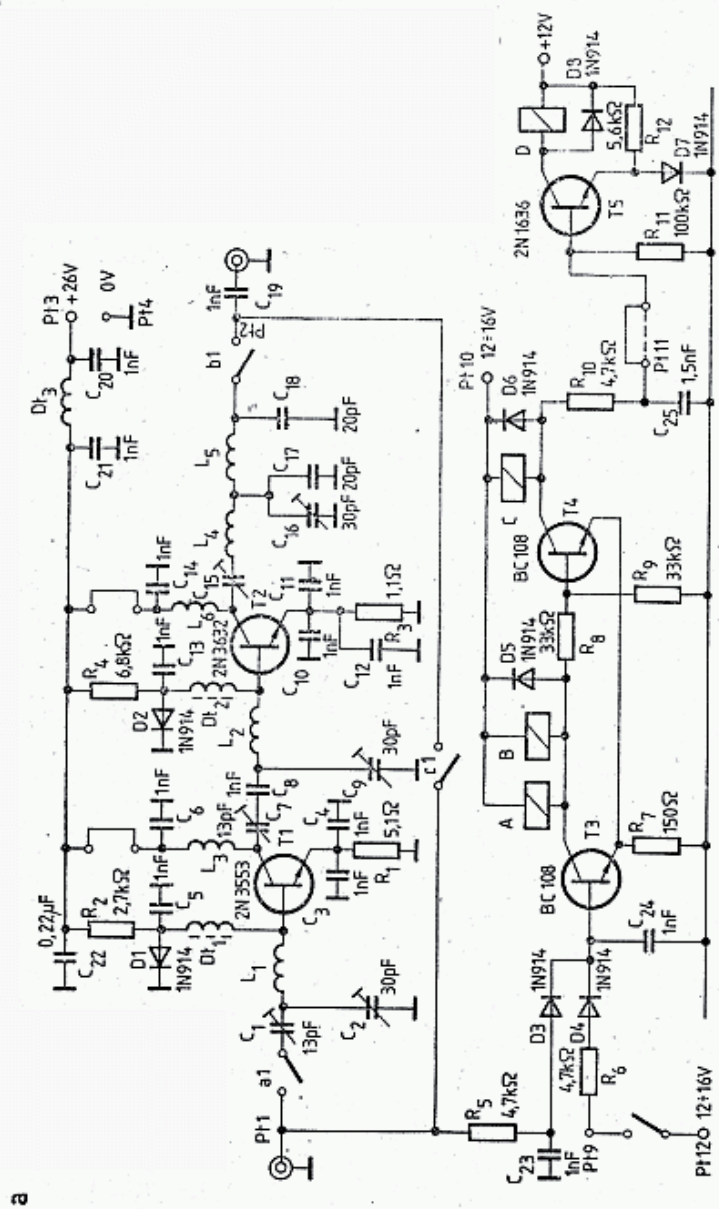 a
Pt1
a1
C1
13pF
C2
30pF
L1
C22
0,22µF
R2
2,7kΩ
D1
1N914
C5
1nF
Dt1
C6
1nF
L3
2N3553
T1
C3
1nF
C4
1nF
R1
5,1Ω
13pF
C7
1nF
C8
C9
30pF
L2
R4
6,8kΩ
D2
1N914
C13
1nF
Dt2
C14
1nF
L6
2N3632
T2
C15
C10
1nF
C11
1nF
C12
1nF
R3
1,1Ω
L4
C16
30pF
C17
20pF
L5
C18
20pF
b1
Pt2
1nF
C19
C21
1nF
Dt3
C20
1nF
Pt3
+26V
0V
Pt4
c1
R5
4,7kΩ
C23
1nF
Pt9
Pt12
12÷16V
4,7kΩ
R6
D3
1N914
D4
1N914
C24
1nF
BC108
T3
R7
150Ω
A
B
D5
1N914
33kΩ
R8
BC108
T4
R9
33kΩ
C
D6
1N914
Pt10
12÷16V
R10
4,7kΩ
C25
1,5nF
Pt11
R11
100kΩ
2N1636
T5
D
D8
1N914
+12V
5,6kΩ
R12
D7
1N914